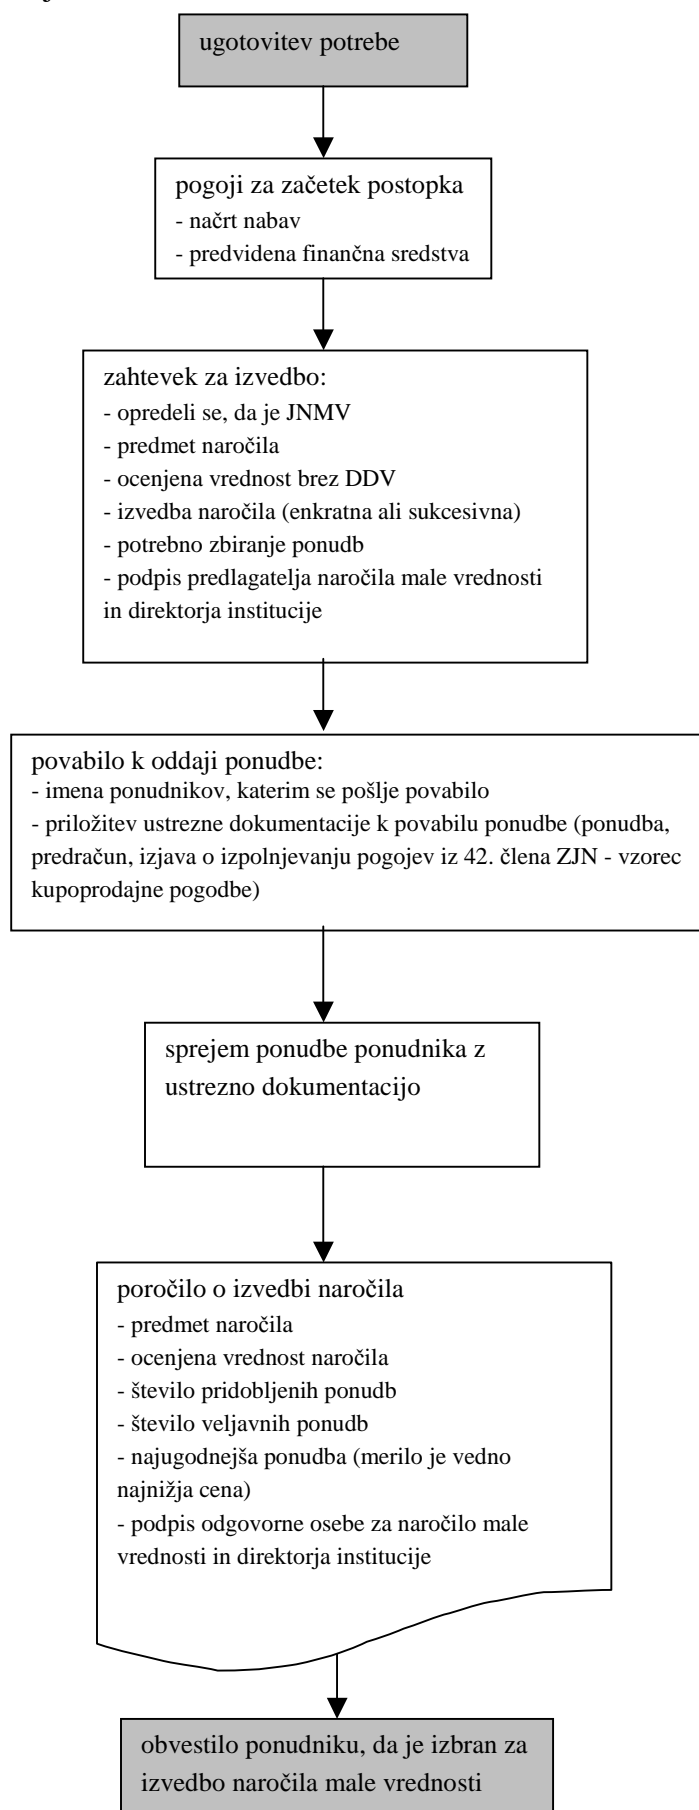 ugotovitev potrebe
pogoji za začetek postopka
- načrt nabav
- predvidena finančna sredstva
zahtevek za izvedbo:
- opredeli se, da je JNMV
- predmet naročila
- ocenjena vrednost brez DDV
- izvedba naročila (enkratna ali sukcesivna)
- potrebno zbiranje ponudb
- podpis predlagatelja naročila male vrednosti
in direktorja institucije
povabilo k oddaji ponudbe:
- imena ponudnikov, katerim se pošlje povabilo
- priložitev ustrezne dokumentacije k povabilu ponudbe (ponudba,
predračun, izjava o izpolnjevanju pogojev iz 42. člena ZJN - vzorec
kupoprodajne pogodbe)
sprejem ponudbe ponudnika z
ustrezno dokumentacijo
poročilo o izvedbi naročila
- predmet naročila
- ocenjena vrednost naročila
- število pridobljenih ponudb
- število veljavnih ponudb
- najugodnejša ponudba (merilo je vedno
najnižja cena)
- podpis odgovorne osebe za naročilo male
vrednosti in direktorja institucije
obvestilo ponudniku, da je izbran za
izvedbo naročila male vrednosti